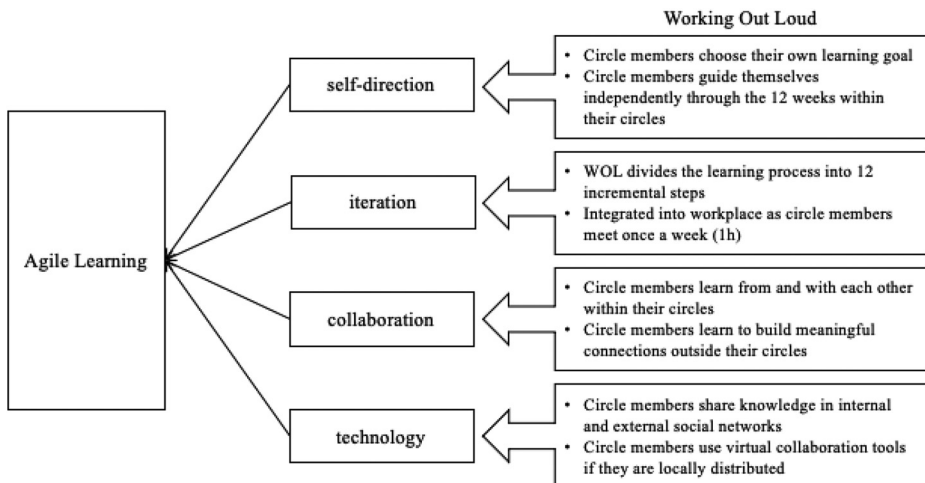 Working Out Loud
Agile Learning
self-direction
• Circle members choose their own learning goal
• Circle members guide themselves
independently through the 12 weeks within
their circles
iteration
• WOL divides the learning process into 12
incremental steps
• Integrated into workplace as circle members
meet once a week (1h)
collaboration
• Circle members learn from and with each other
within their circles
• Circle members learn to build meaningful
connections outside their circles
technology
• Circle members share knowledge in internal
and external social networks
• Circle members use virtual collaboration tools
if they are locally distributed